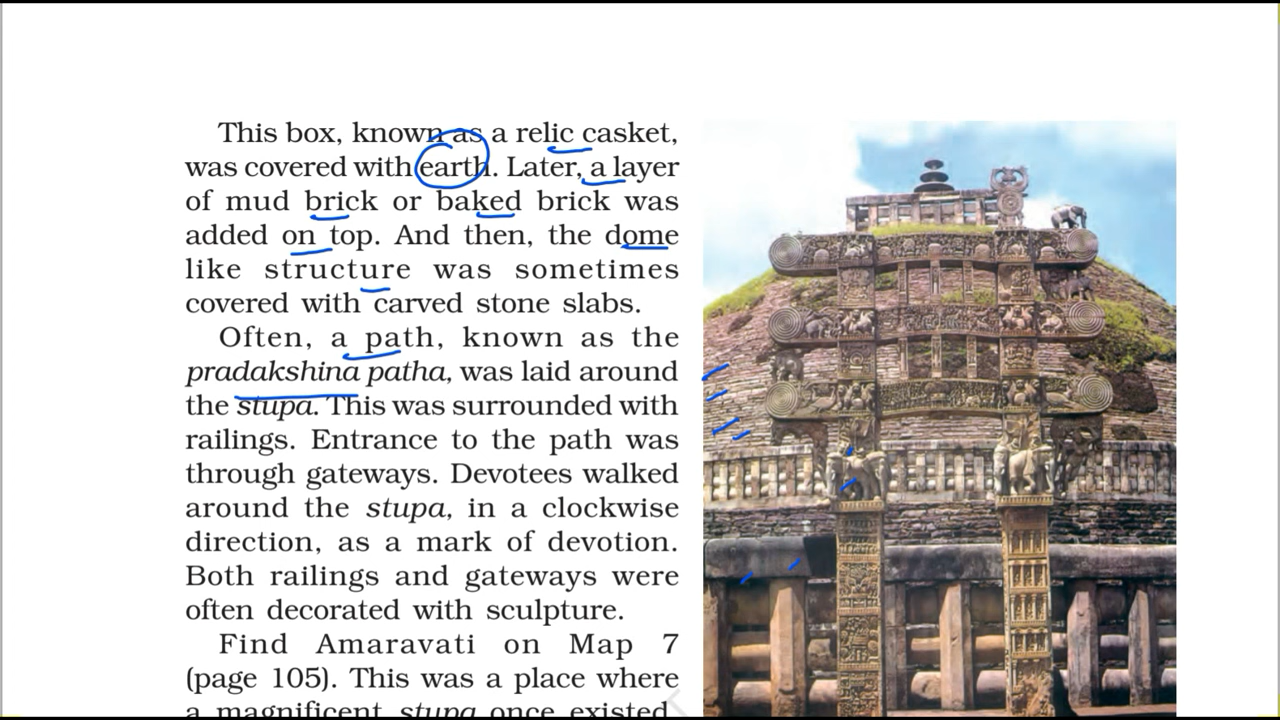 This box, known as a relic casket,
was covered with earth. Later, a layer
of mud brick or baked brick was
added on top. And then, the dome
like structure was sometimes
covered with carved stone slabs.
Often, a path, known as the
pradakshina patha, was laid around
the stupa. This was surrounded with
railings. Entrance to the path was
through gateways. Devotees walked
around the stupa, in a clockwise
direction, as a mark of devotion.
Both railings and gateways were
often decorated with sculpture.
Find Amaravati on Map 7
(page 105). This was a place where
a magnificent stupa once existed.